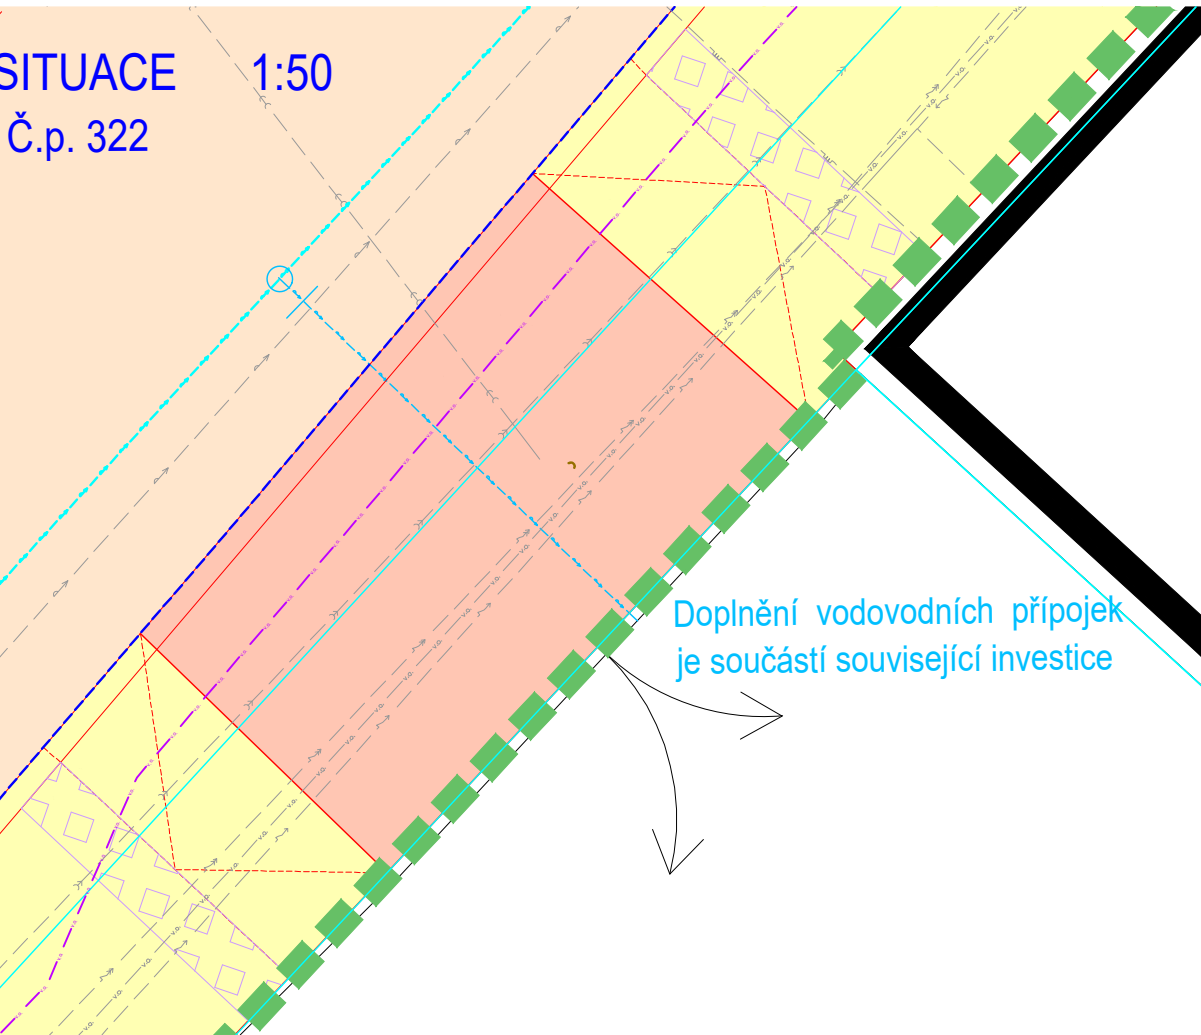 SITUACE 1:50
Č.p. 322
Doplnění vodovodních přípojek
je součástí související investice